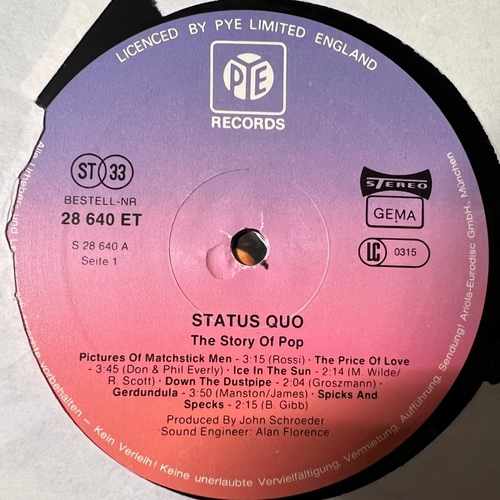 LICENCED BY PYE LIMITED ENGLAND
PYE
RECORDS
ST 33
BESTELL-NR
28 640 ET
S 28 640 A
Seite 1
STEREO
GEMA
LC 0315
STATUS QUO
The Story Of Pop
Pictures Of Matchstick Men - 3:15 (Rossi) · The Price Of Love
- 3:45 (Don & Phil Everly) · Ice In The Sun - 2:14 (M. Wilde/
R. Scott) · Down The Dustpipe - 2:04 (Groszmann) ·
Gerdundula - 3:50 (Manston/James) · Spicks And
Specks - 2:15 (B. Gibb)
Produced By John Schroeder
Sound Engineer: Alan Florence
vorbehalten – Kein Verleih! Keine unerlaubte Vervielfältigung, Vermietung, Aufführung, Sendung! Ariola-Eurodisc GmbH, München